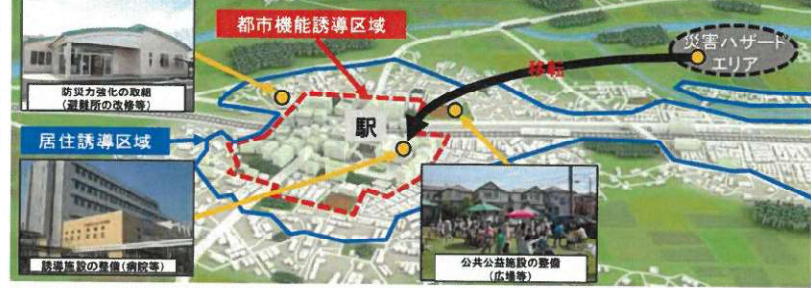 都市機能誘導区域
災害ハザード
エリア
移転
防災力強化の取組
(避難所の改修等)
駅
居住誘導区域
誘導施設の整備(病院等)
公共公益施設の整備
(広場等)